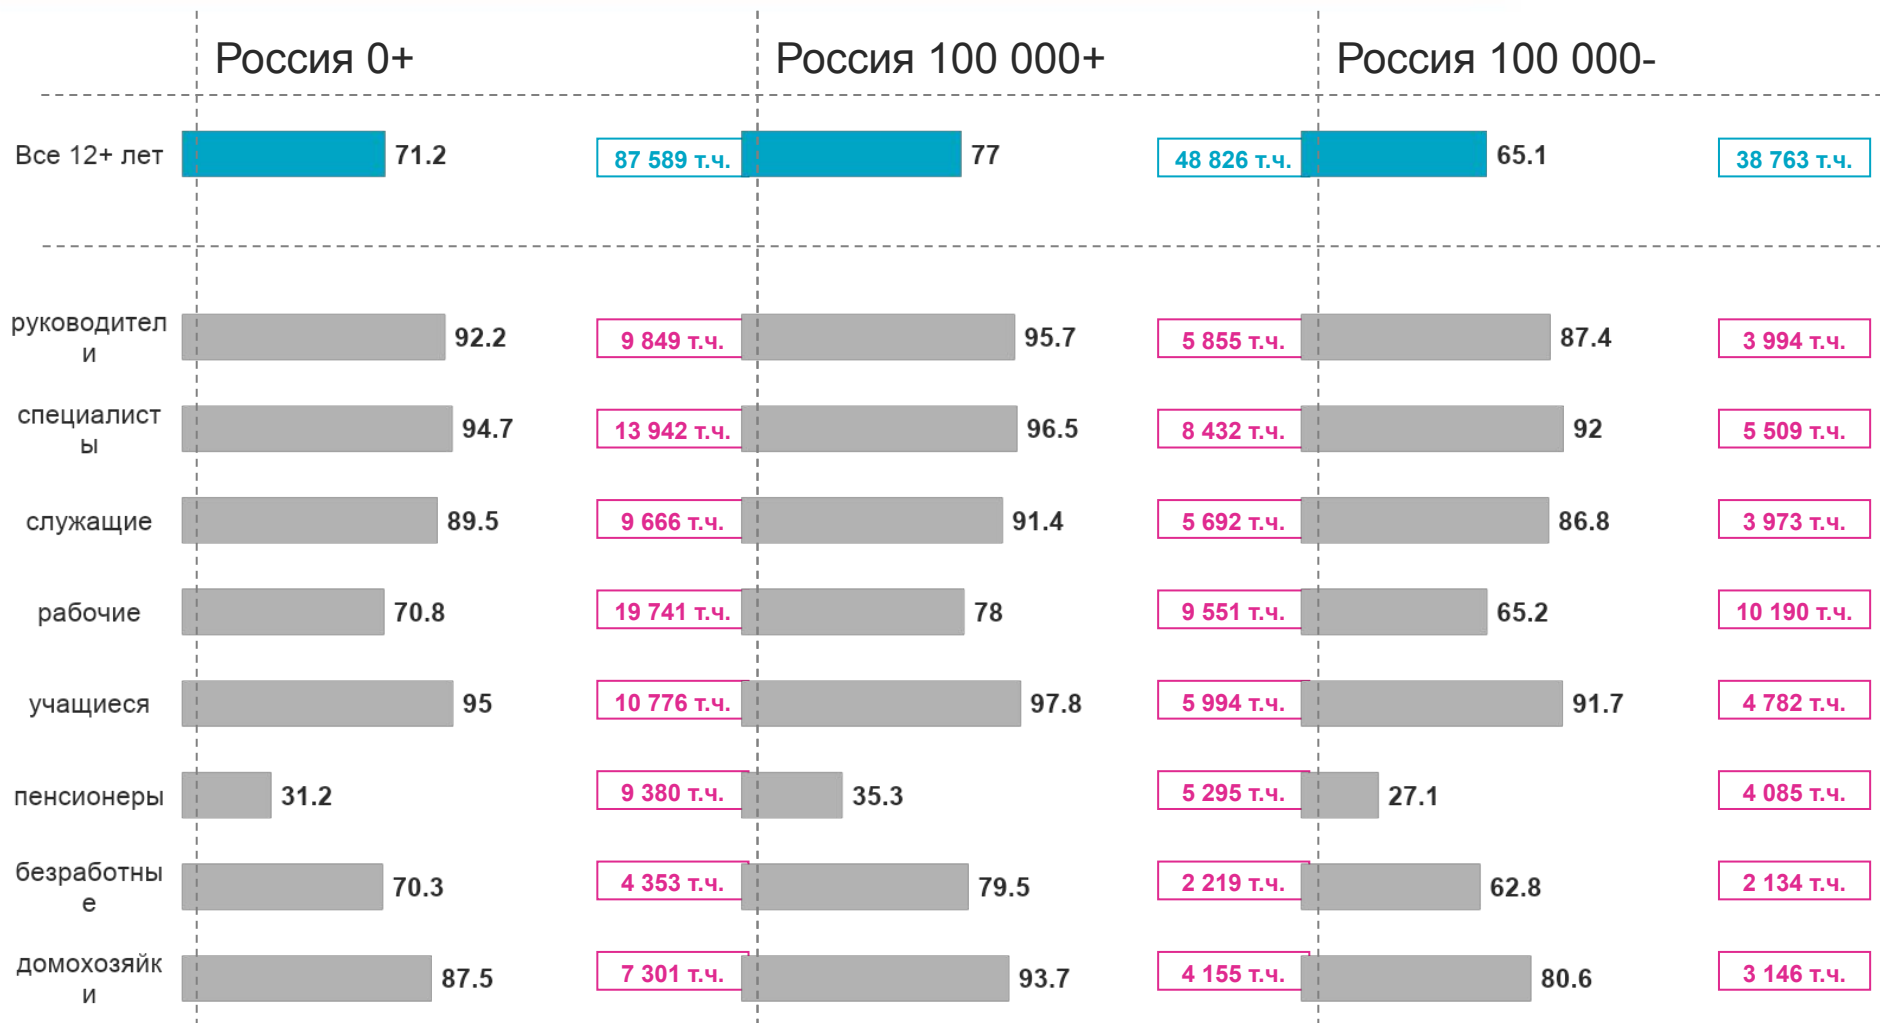 Россия 0+
Россия 100 000+
Россия 100 000-
Все 12+ лет 71.2 87 589 т.ч. 77 48 826 т.ч. 65.1 38 763 т.ч.
руководител
и
92.2 9 849 т.ч. 95.7 5 855 т.ч. 87.4 3 994 т.ч.
специалист
ы
94.7 13 942 т.ч. 96.5 8 432 т.ч. 92 5 509 т.ч.
служащие 89.5 9 666 т.ч. 91.4 5 692 т.ч. 86.8 3 973 т.ч.
рабочие 70.8 19 741 т.ч. 78 9 551 т.ч. 65.2 10 190 т.ч.
учащиеся 95 10 776 т.ч. 97.8 5 994 т.ч. 91.7 4 782 т.ч.
пенсионеры 31.2 9 380 т.ч. 35.3 5 295 т.ч. 27.1 4 085 т.ч.
безработны
е
70.3 4 353 т.ч. 79.5 2 219 т.ч. 62.8 2 134 т.ч.
домохозяйк
и
87.5 7 301 т.ч. 93.7 4 155 т.ч. 80.6 3 146 т.ч.